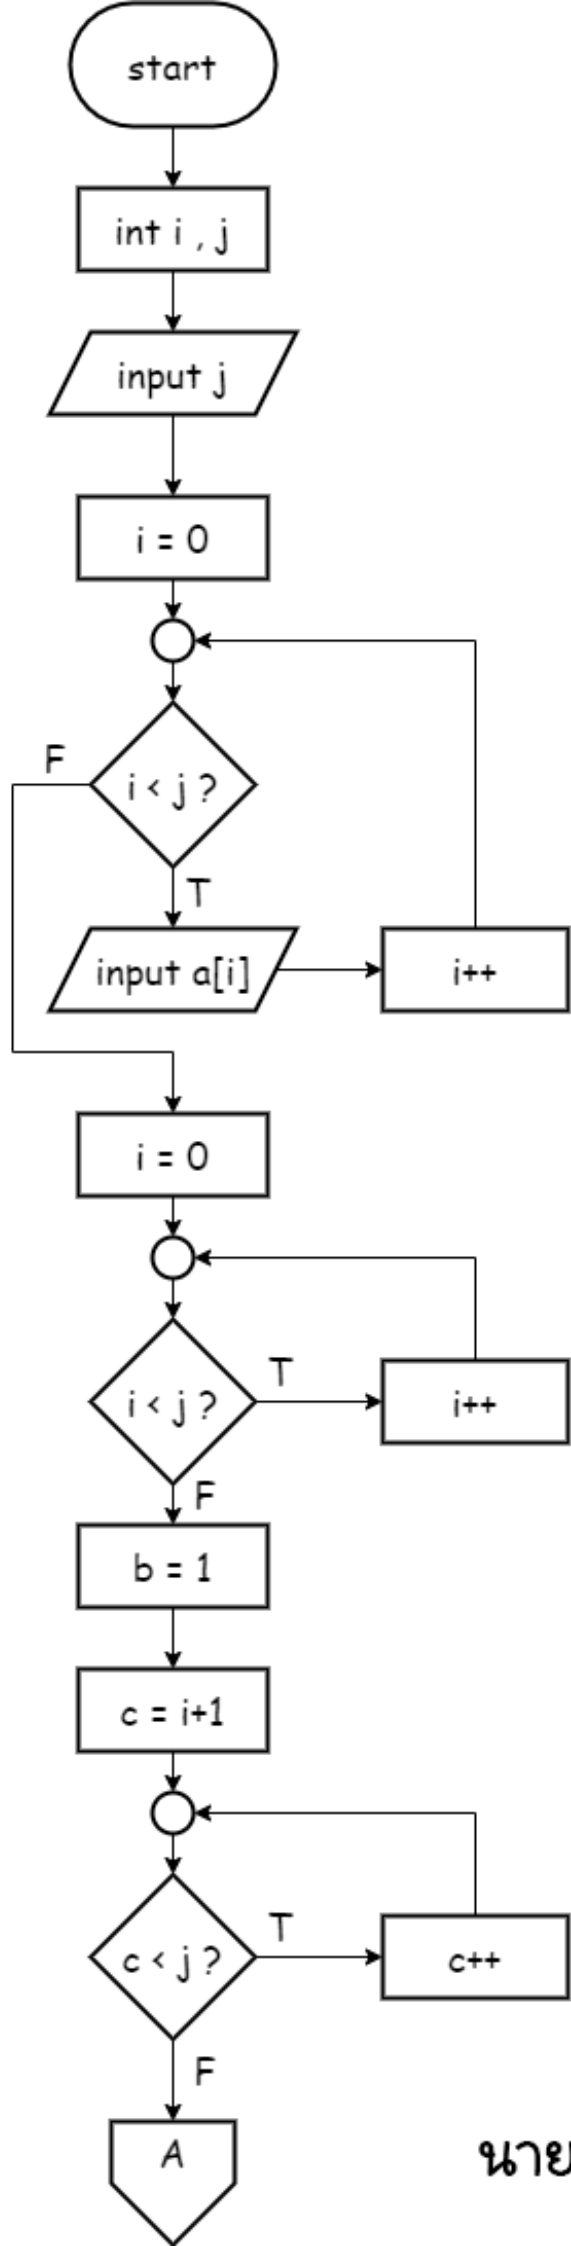 start
int i , j
input j
i = 0
i < j ?
F
T
input a[i]
i++
i = 0
i < j ?
T
i++
F
b = 1
c = i+1
c < j ?
T
c++
F
A
นาย